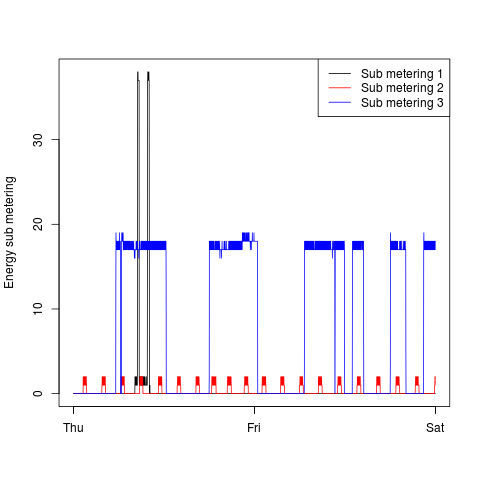 Sub metering 1
Sub metering 2
Sub metering 3
Energy sub metering
30
20
10
0
Thu Fri Sat